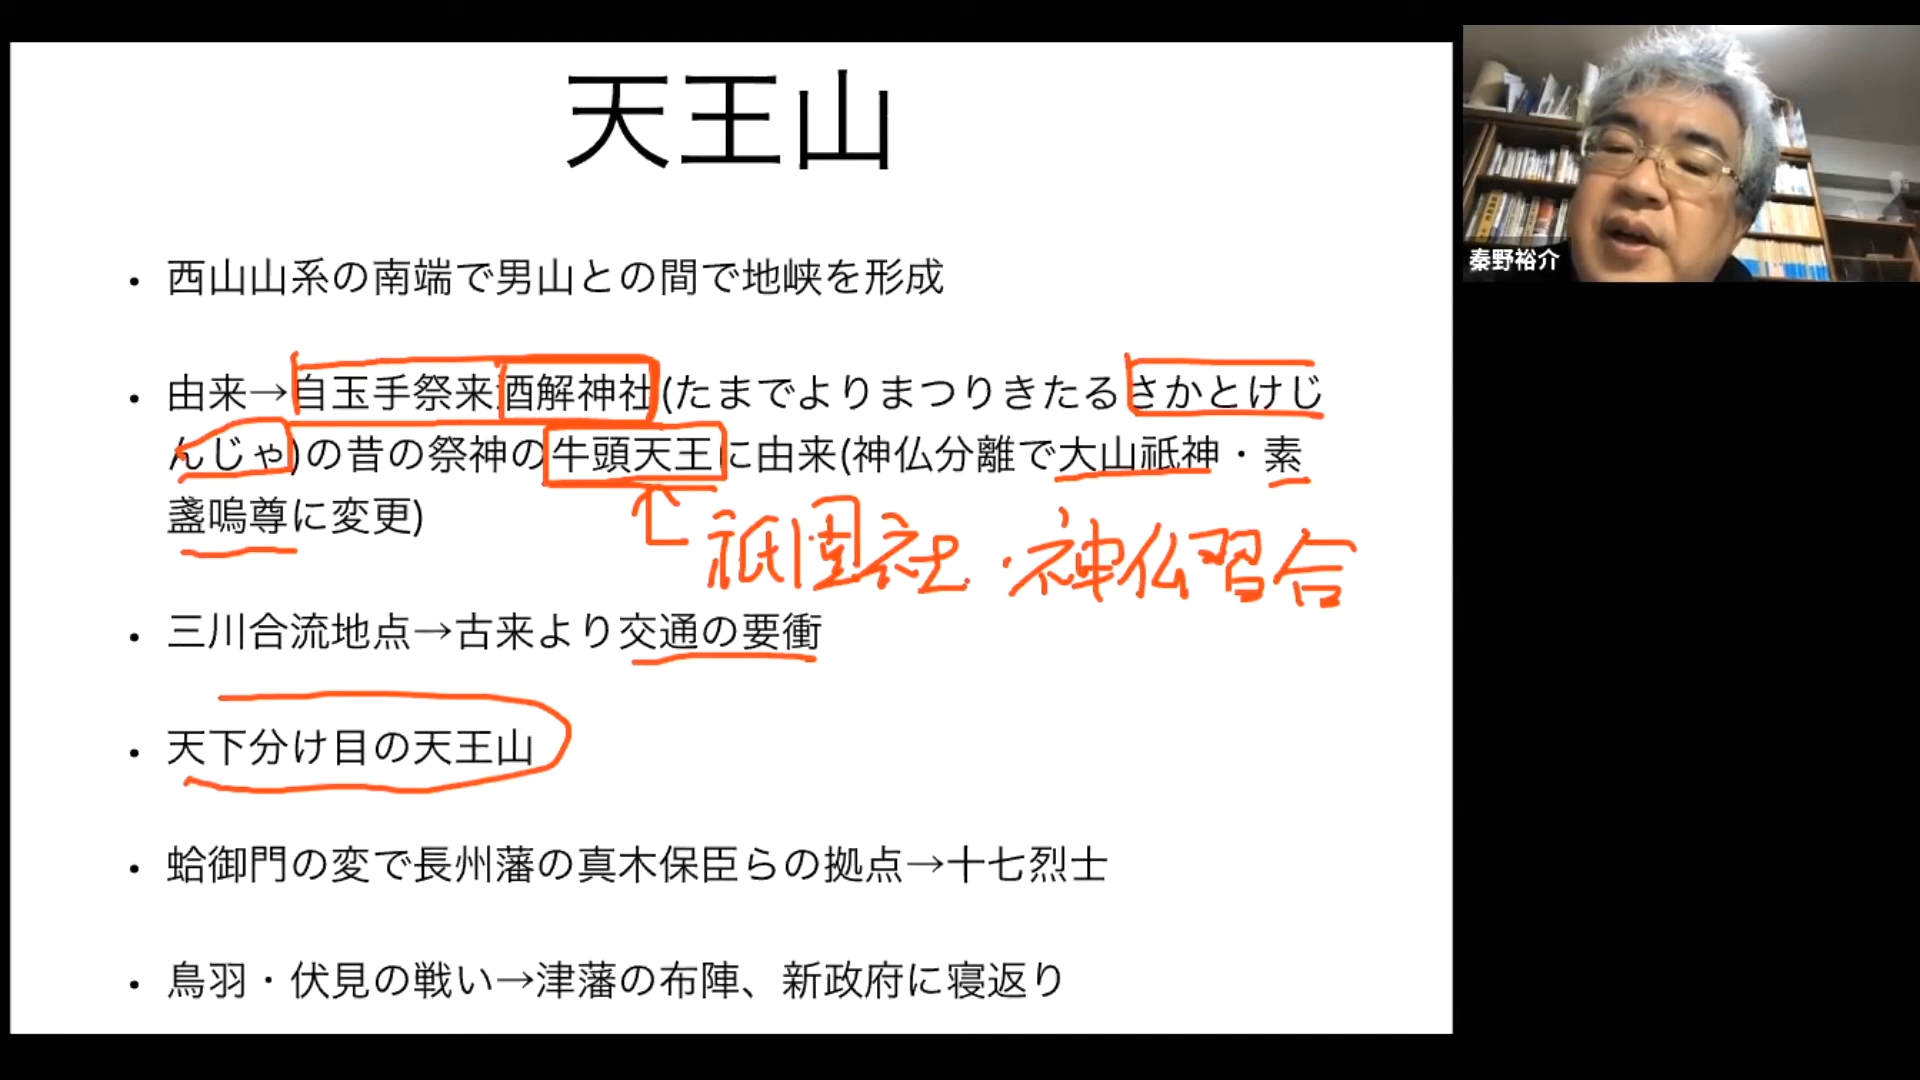 天王山
・西山山系の南端で男山との間で地峡を形成
・由来→自玉手祭来酒解神社(たまでよりまつりきたるさかとけじ
んじゃ)の昔の祭神の牛頭天王に由来(神仏分離で大山祇神・素
盞嗚尊に変更)
祇園社・神仏習合
・三川合流地点→古来より交通の要衝
・天下分け目の天王山
・蛤御門の変で長州藩の真木保臣らの拠点→十七烈士
・鳥羽・伏見の戦い→津藩の布陣、新政府に寝返り
秦野裕介